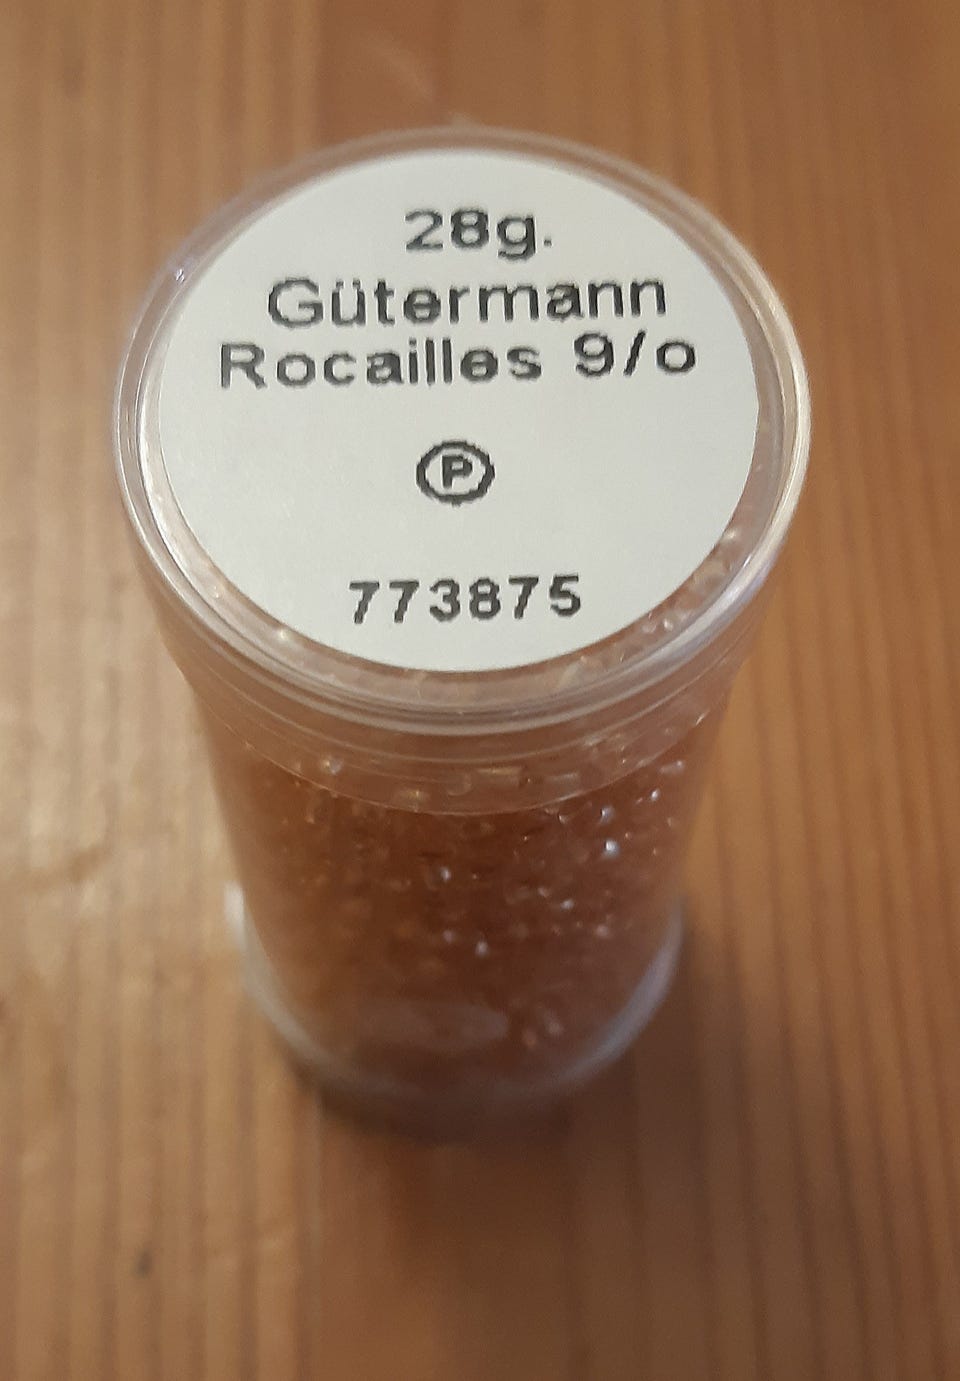 28g.
Gütermann
Rocailles 9/o
Ⓟ
773875